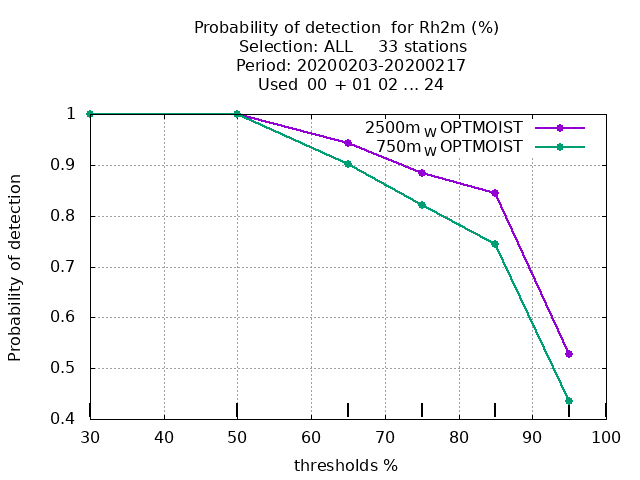 Probability of detection  for Rh2m (%)
Selection: ALL     33 stations
Period: 20200203-20200217
Used  00  + 01 02 ... 24
1
0.9
0.8
0.7
0.6
0.5
0.4
Probability of detection
2500m W OPTMOIST
750m W OPTMOIST
30 40 50 60 70 80 90 100
thresholds %